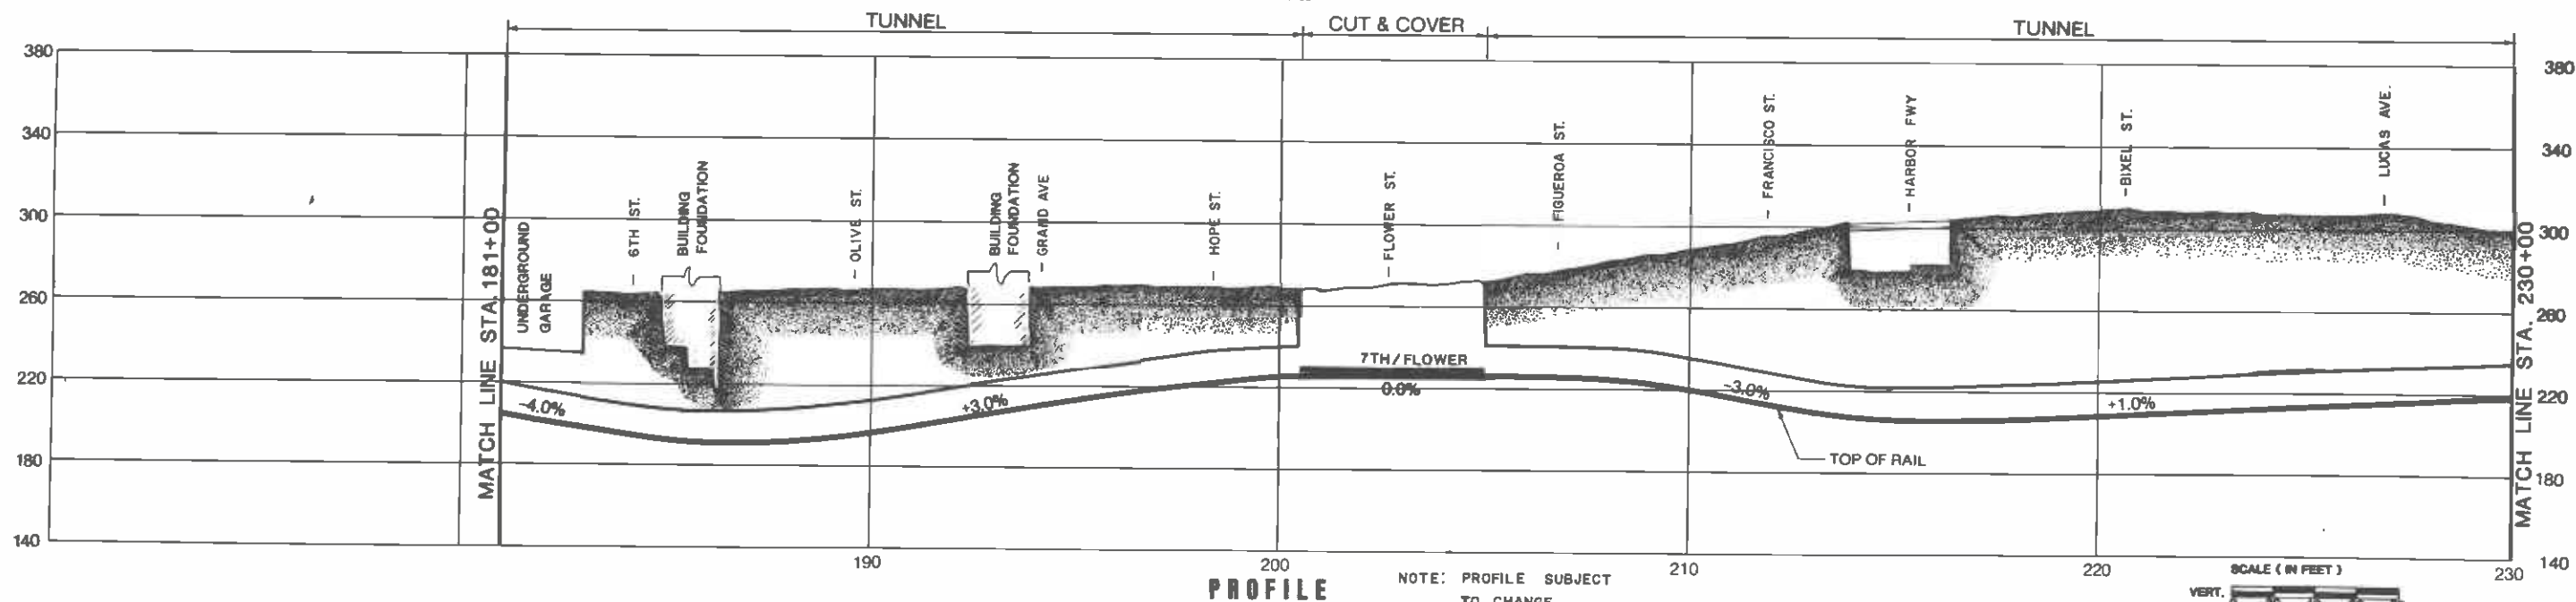 TUNNEL
CUT & COVER
TUNNEL
380
380
340
340
300
300
260
260
220
220
180
180
140
140
MATCH LINE STA. 181+00
UNDERGROUND
GARAGE
6TH ST.
BUILDING
FOUNDATION
OLIVE ST.
BUILDING
FOUNDATION
GRAND AVE
HOPE ST.
FLOWER ST.
FIGUEROA ST.
FRANCISCO ST.
HARBOR FWY
BIXEL ST.
LUCAS AVE.
MATCH LINE STA. 230+00
7TH/FLOWER
-4.0%
+3.0%
0.0%
-3.0%
+1.0%
TOP OF RAIL
190
200
210
220
230
PROFILE
NOTE: PROFILE SUBJECT
TO CHANGE
SCALE (IN FEET)
VERT.